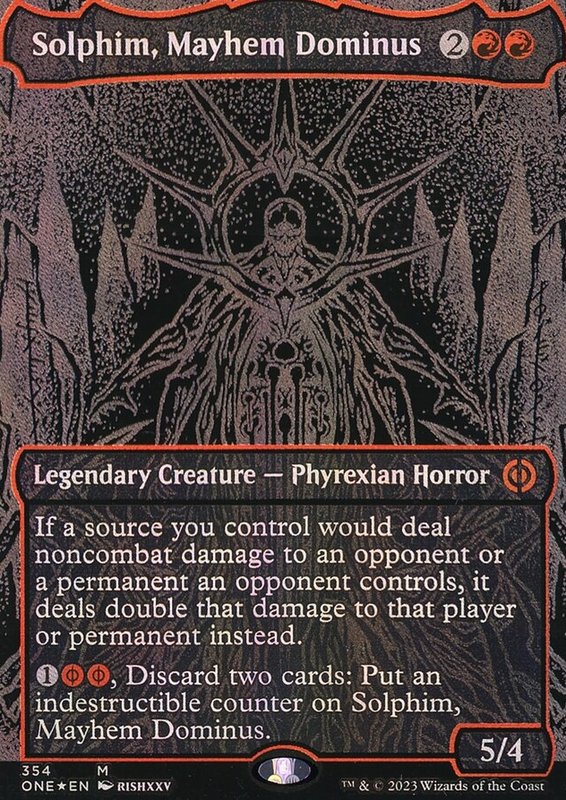 Solphim, Mayhem Dominus 2
Legendary Creature — Phyrexian Horror
If a source you control would deal
noncombat damage to an opponent or
a permanent an opponent controls, it
deals double that damage to that player
or permanent instead.
1, Discard two cards: Put an
indestructible counter on Solphim,
Mayhem Dominus.
5/4
354 M
ONE★EN RISHXXV
™ & © 2023 Wizards of the Coast